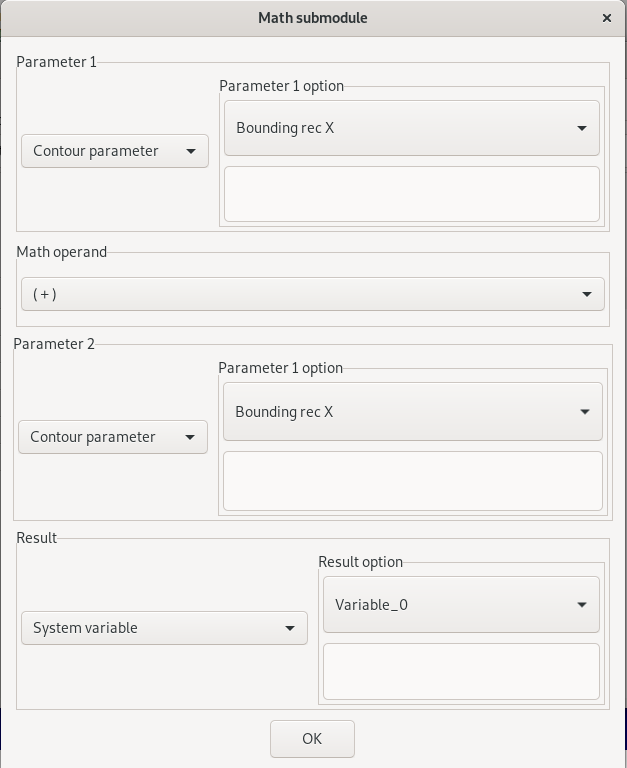 Math submodule
×
Parameter 1
Parameter 1 option
Bounding rec X
Contour parameter
Math operand
( + )
Parameter 2
Parameter 1 option
Bounding rec X
Contour parameter
Result
Result option
Variable_0
System variable
OK